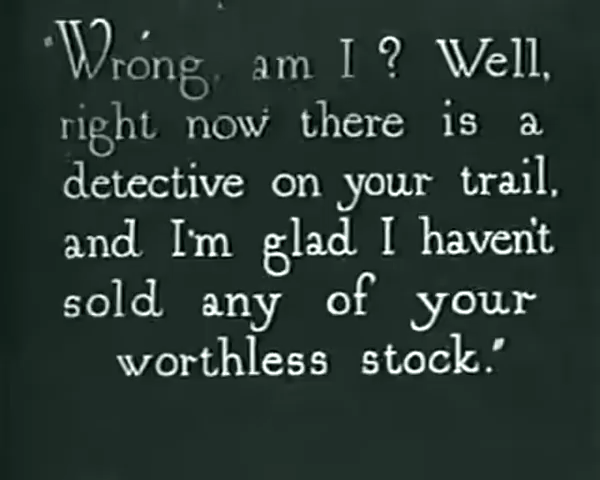 "Wrong, am I? Well,
right now there is a
detective on your trail,
and I'm glad I haven't
sold any of your
worthless stock."